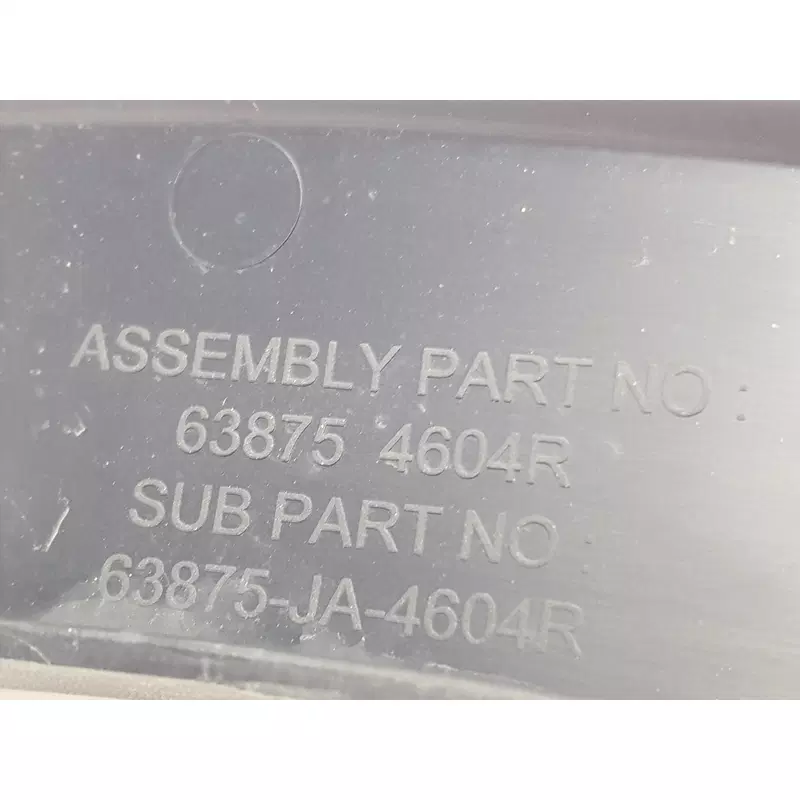 ASSEMBLY PART NO :
63875 4604R
SUB PART NO :
63875-JA-4604R